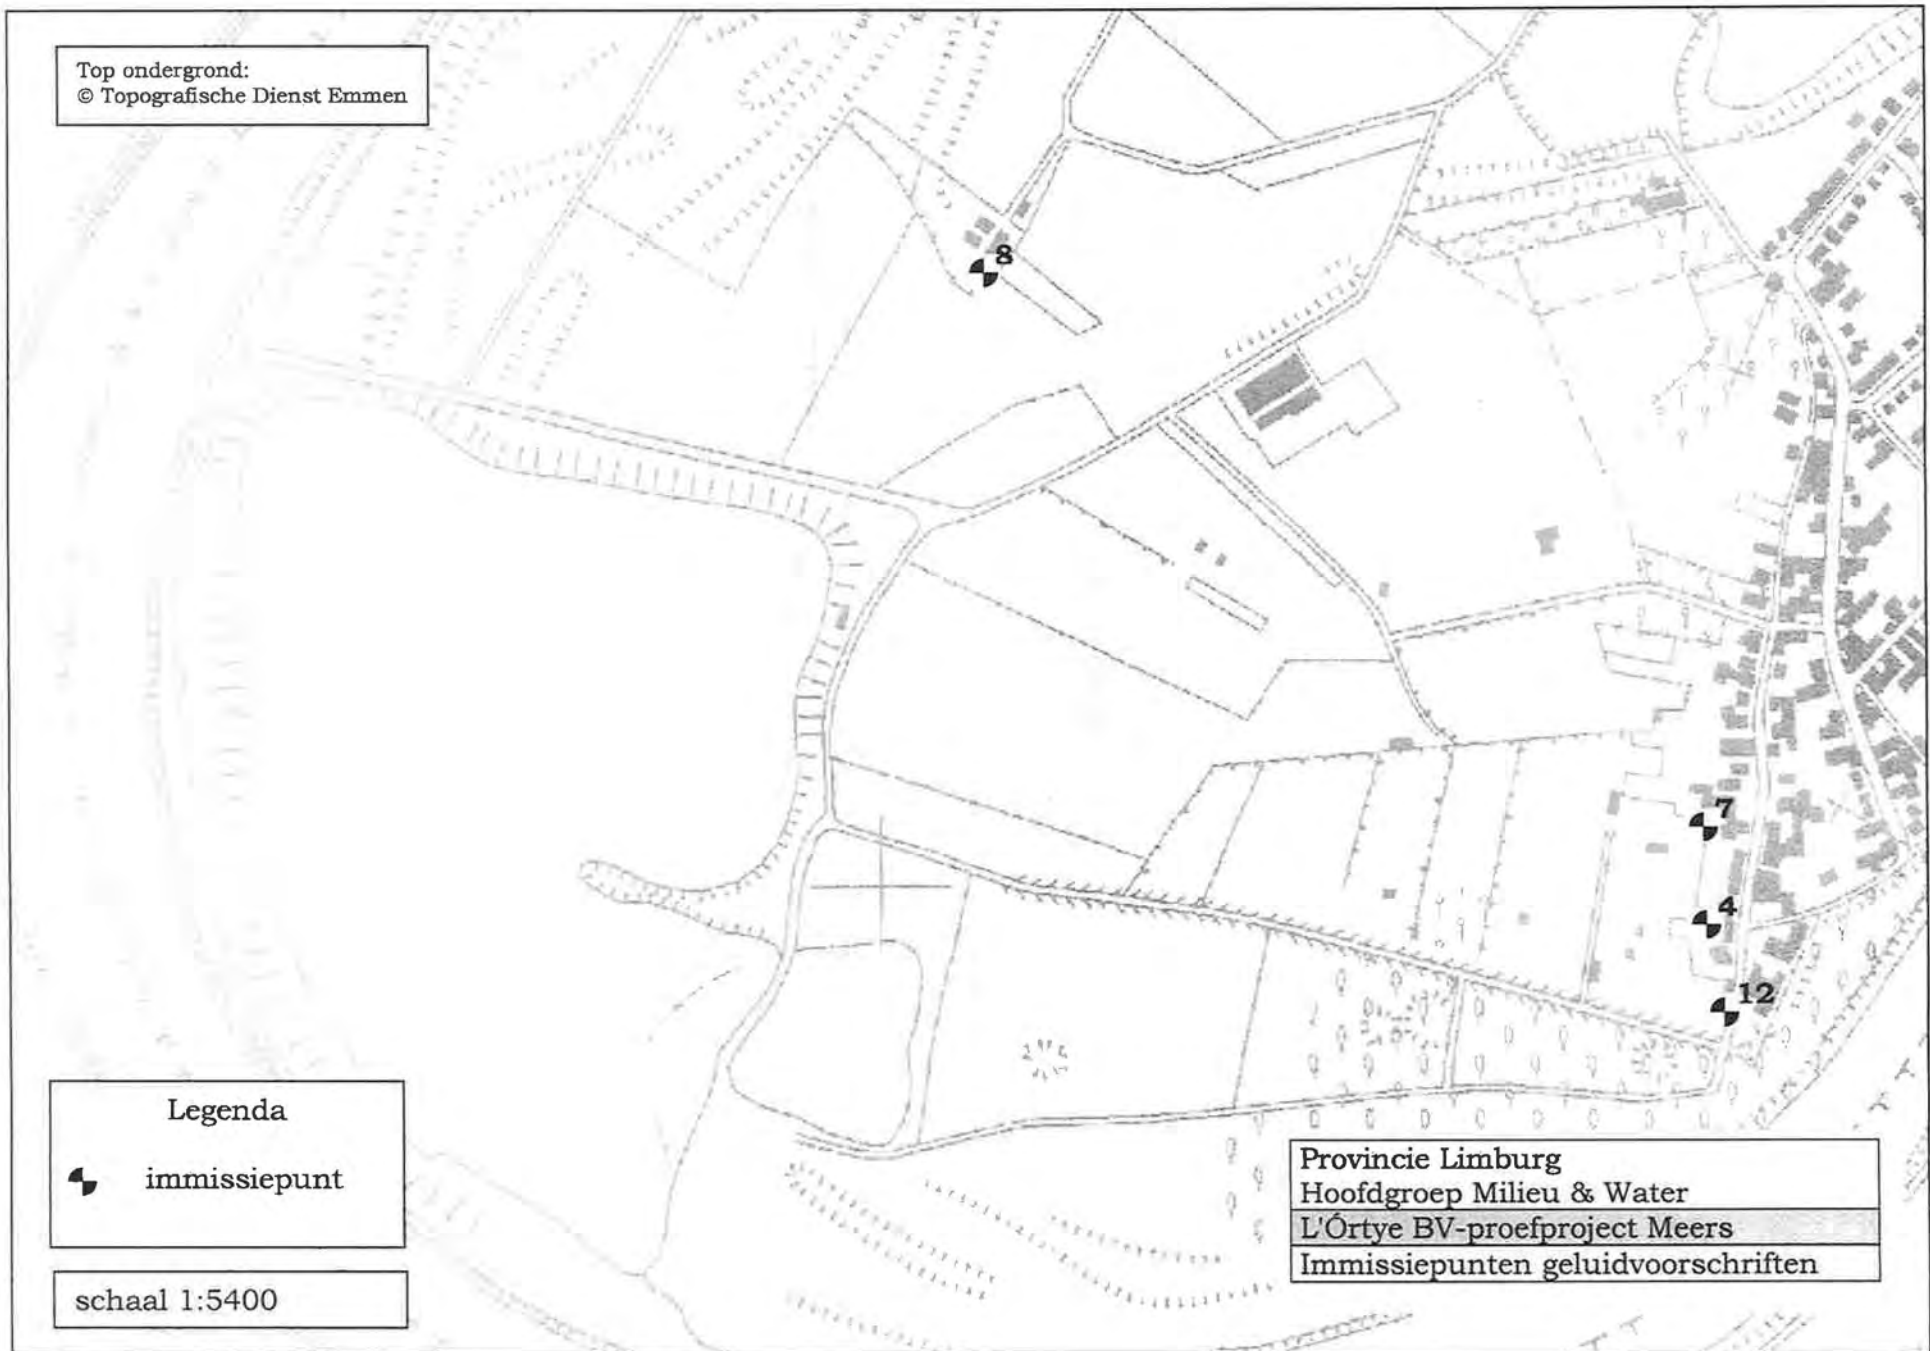 Top ondergrond:
© Topografische Dienst Emmen
8
7
4
12
Legenda
immissiepunt
schaal 1:5400
Provincie Limburg
Hoofdgroep Milieu & Water
L'Órtye BV-proefproject Meers
Immissiepunten geluidvoorschriften